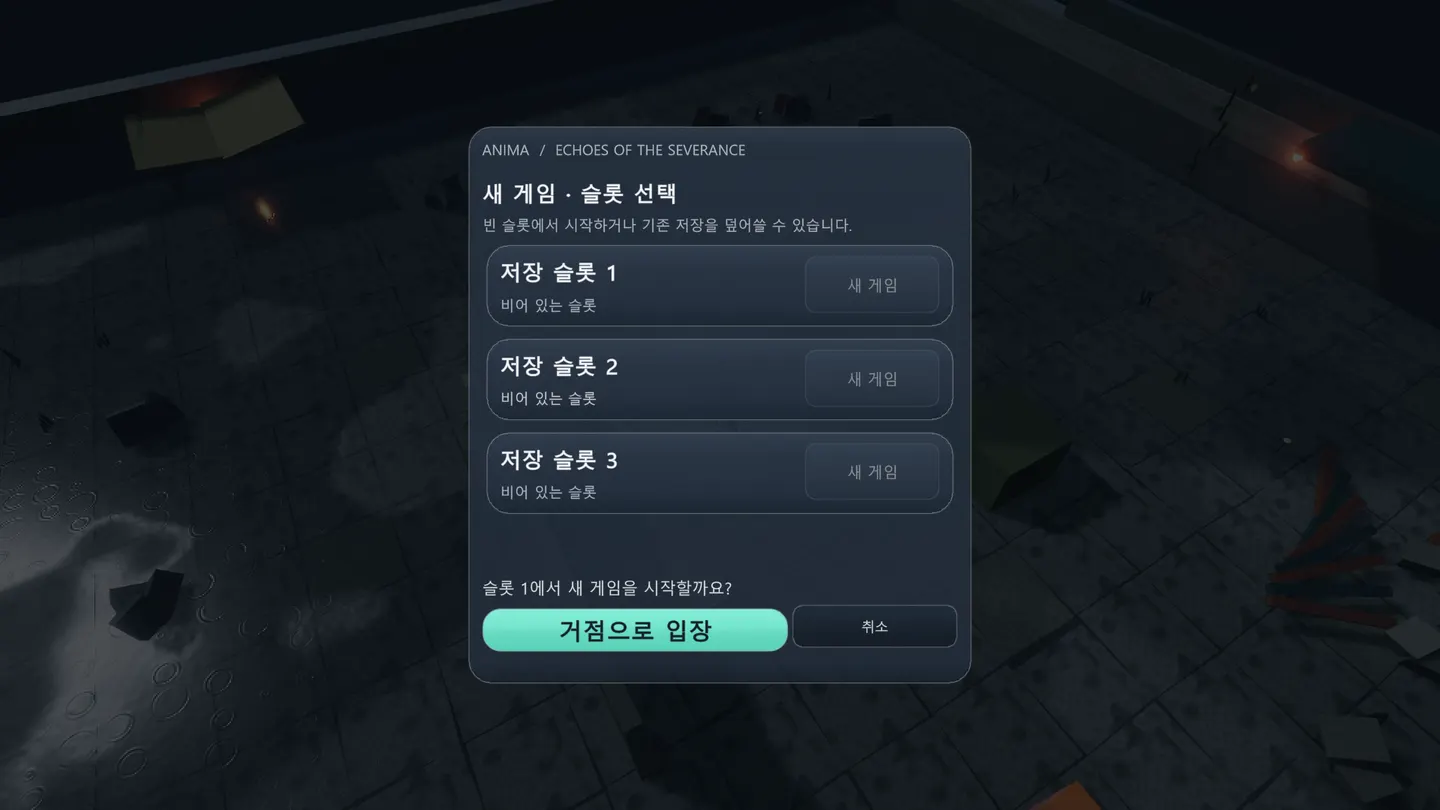 ANIMA / ECHOES OF THE SEVERANCE
새 게임 · 슬롯 선택
빈 슬롯에서 시작하거나 기존 저장을 덮어쓸 수 있습니다.
저장 슬롯 1
새 게임
비어 있는 슬롯
저장 슬롯 2
새 게임
비어 있는 슬롯
저장 슬롯 3
새 게임
비어 있는 슬롯
슬롯 1에서 새 게임을 시작할까요?
거점으로 입장
취소